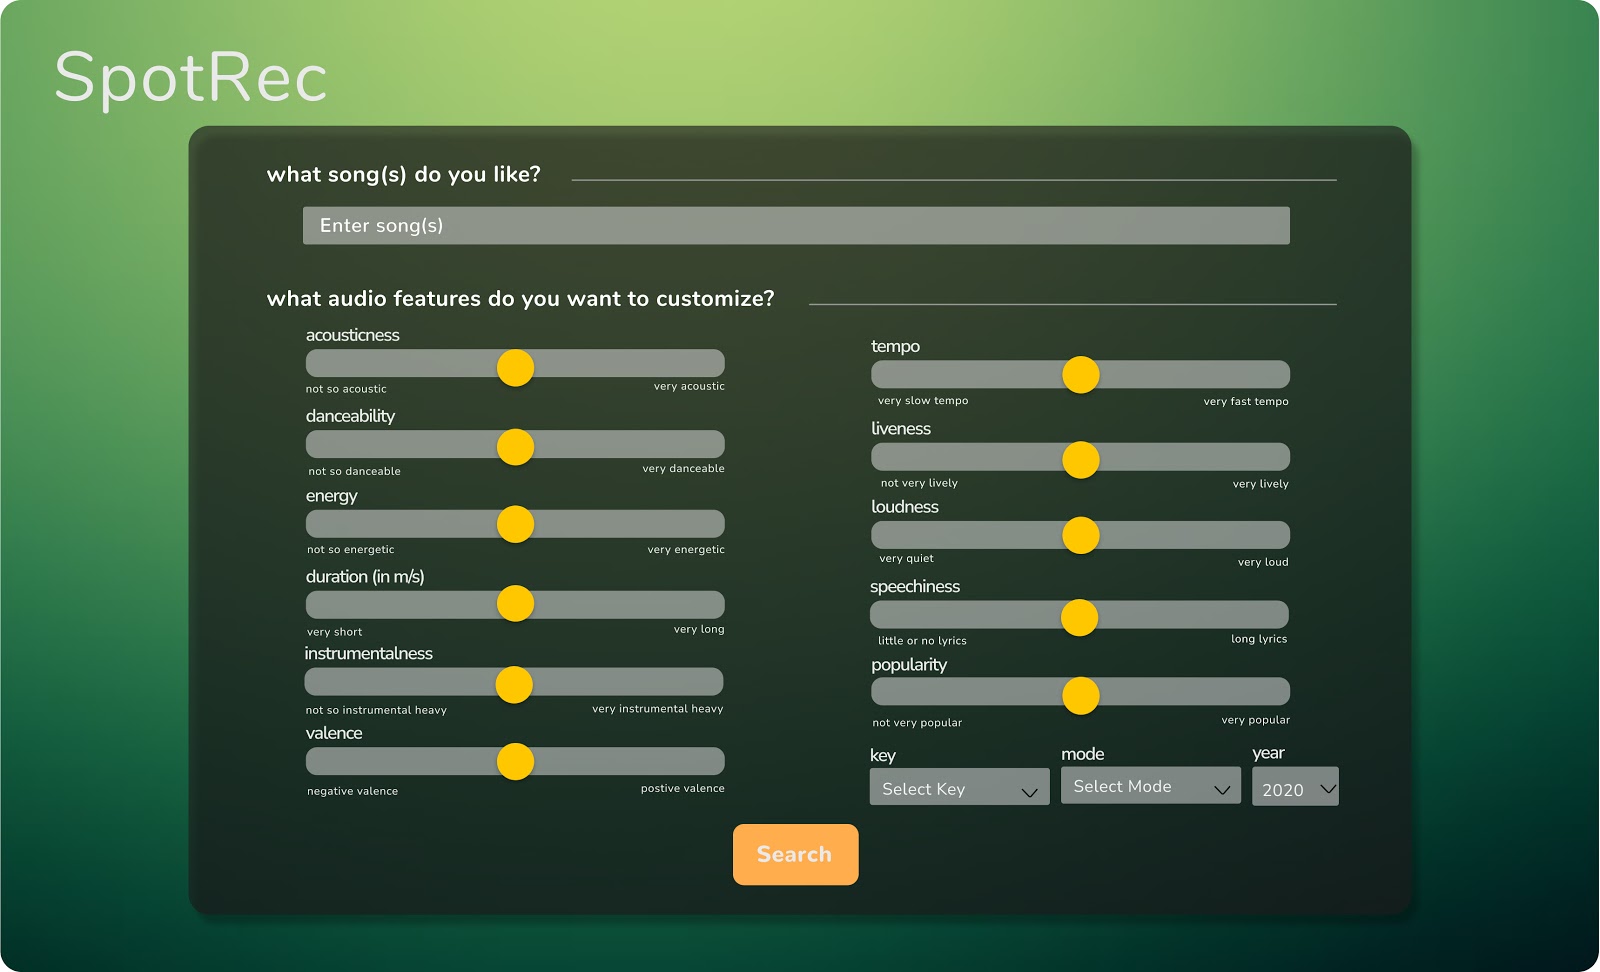 SpotRec
what song(s) do you like?
Enter song(s)
what audio features do you want to customize?
acousticness
not so acoustic very acoustic
danceability
not so danceable very danceable
energy
not so energetic very energetic
duration (in m/s)
very short very long
instrumentalness
not so instrumental heavy very instrumental heavy
valence
negative valence postive valence
tempo
very slow tempo very fast tempo
liveness
not very lively very lively
loudness
very quiet very loud
speechiness
little or no lyrics long lyrics
popularity
not very popular very popular
key mode year
Select Key Select Mode 2020
Search